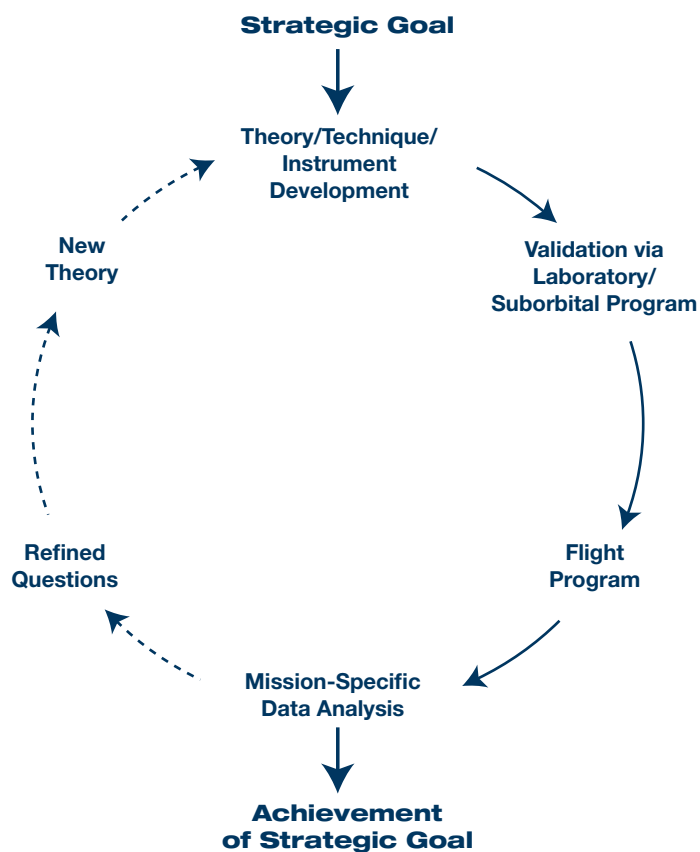 Strategic Goal
Theory/Technique/
Instrument
Development
Validation via
Laboratory/
Suborbital Program
Flight
Program
Mission-Specific
Data Analysis
Achievement
of Strategic Goal
Refined
Questions
New
Theory